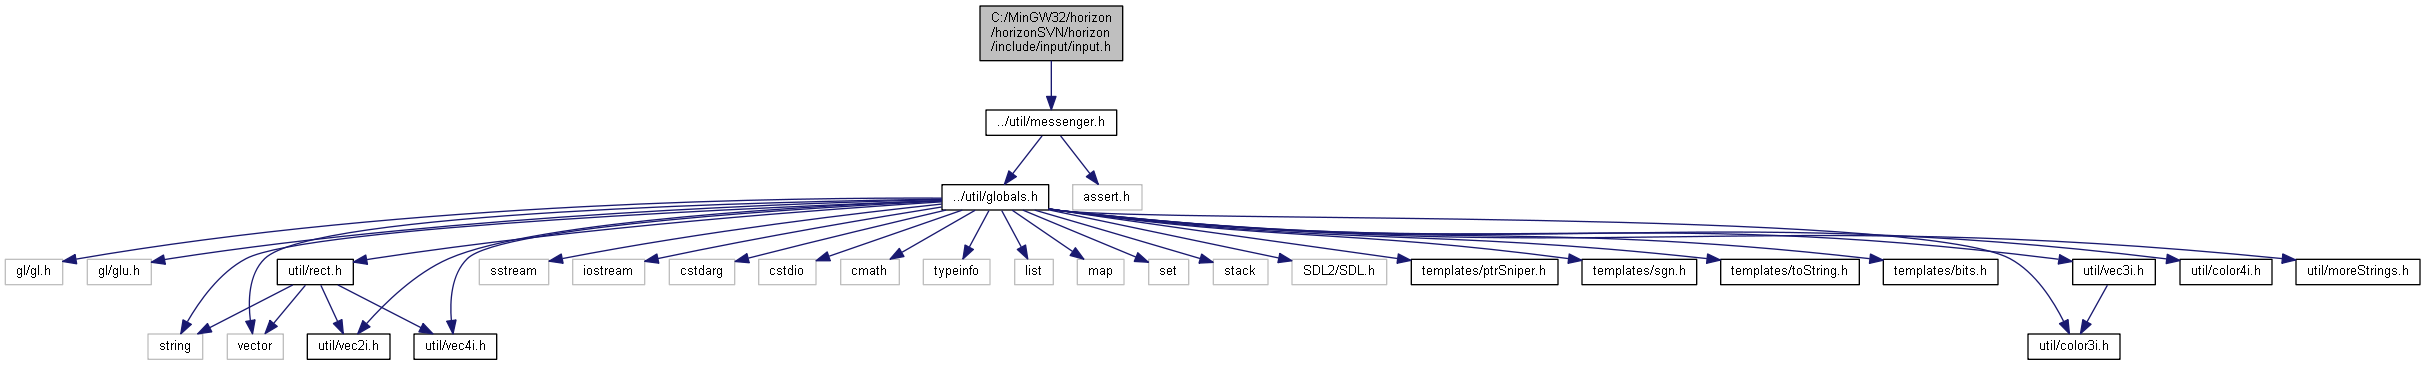 C:/MinGW32/horizon
/horizonSVN/horizon
/include/input/input.h
../util/messenger.h
../util/globals.h
assert.h
gl/gl.h
gl/glu.h
util/rect.h
sstream
iostream
cstdarg
cstdio
cmath
typeinfo
list
map
set
stack
SDL2/SDL.h
templates/ptrSniper.h
templates/sgn.h
templates/toString.h
templates/bits.h
util/vec3i.h
util/color4i.h
util/moreStrings.h
string
vector
util/vec2i.h
util/vec4i.h
util/color3i.h